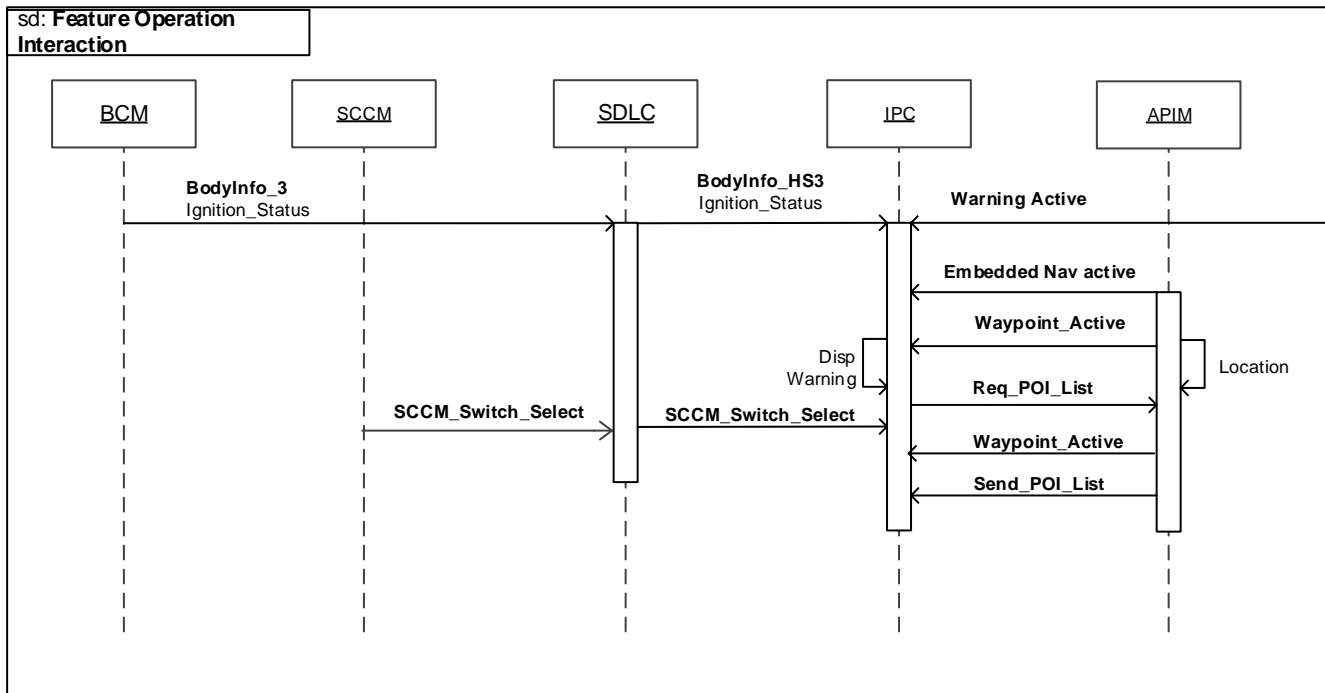 sd: Feature Operation
Interaction
BCM
SCCM
SDLC
IPC
APIM
BodyInfo_3
Ignition_Status
BodyInfo_HS3
Ignition_Status
Warning Active
Embedded Nav active
Waypoint_Active
Disp
Warning
Location
Req_POI_List
SCCM_Switch_Select
SCCM_Switch_Select
Waypoint_Active
Send_POI_List